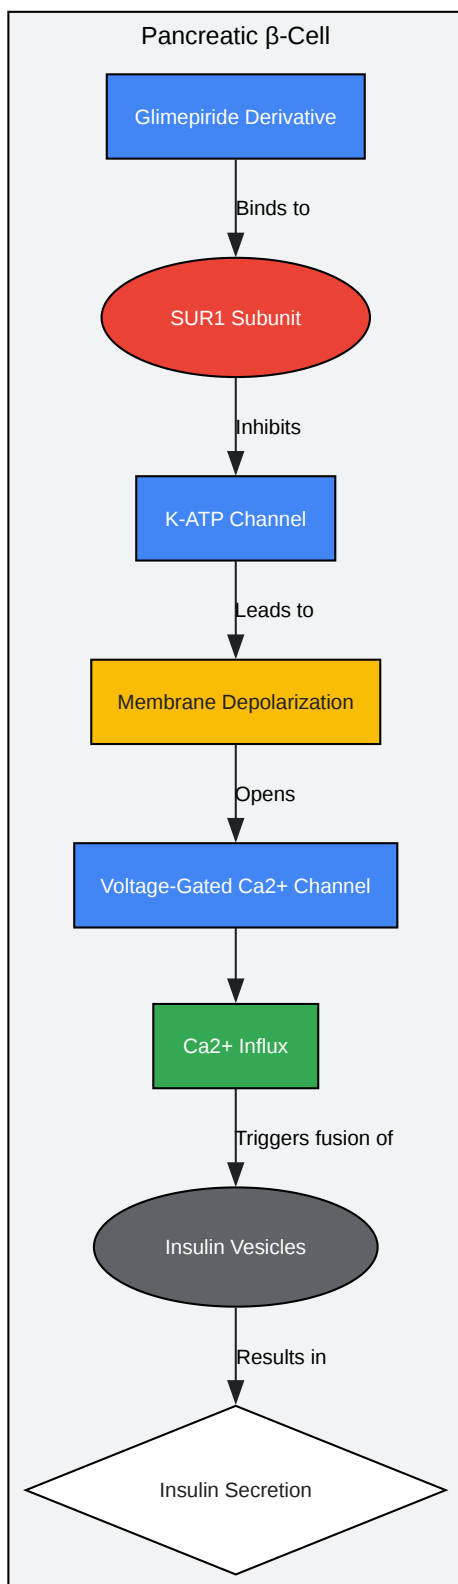 Pancreatic β-Cell
Glimepiride Derivative
Binds to
SUR1 Subunit
Inhibits
K-ATP Channel
Leads to
Membrane Depolarization
Opens
Voltage-Gated Ca2+ Channel
Ca2+ Influx
Triggers fusion of
Insulin Vesicles
Results in
Insulin Secretion